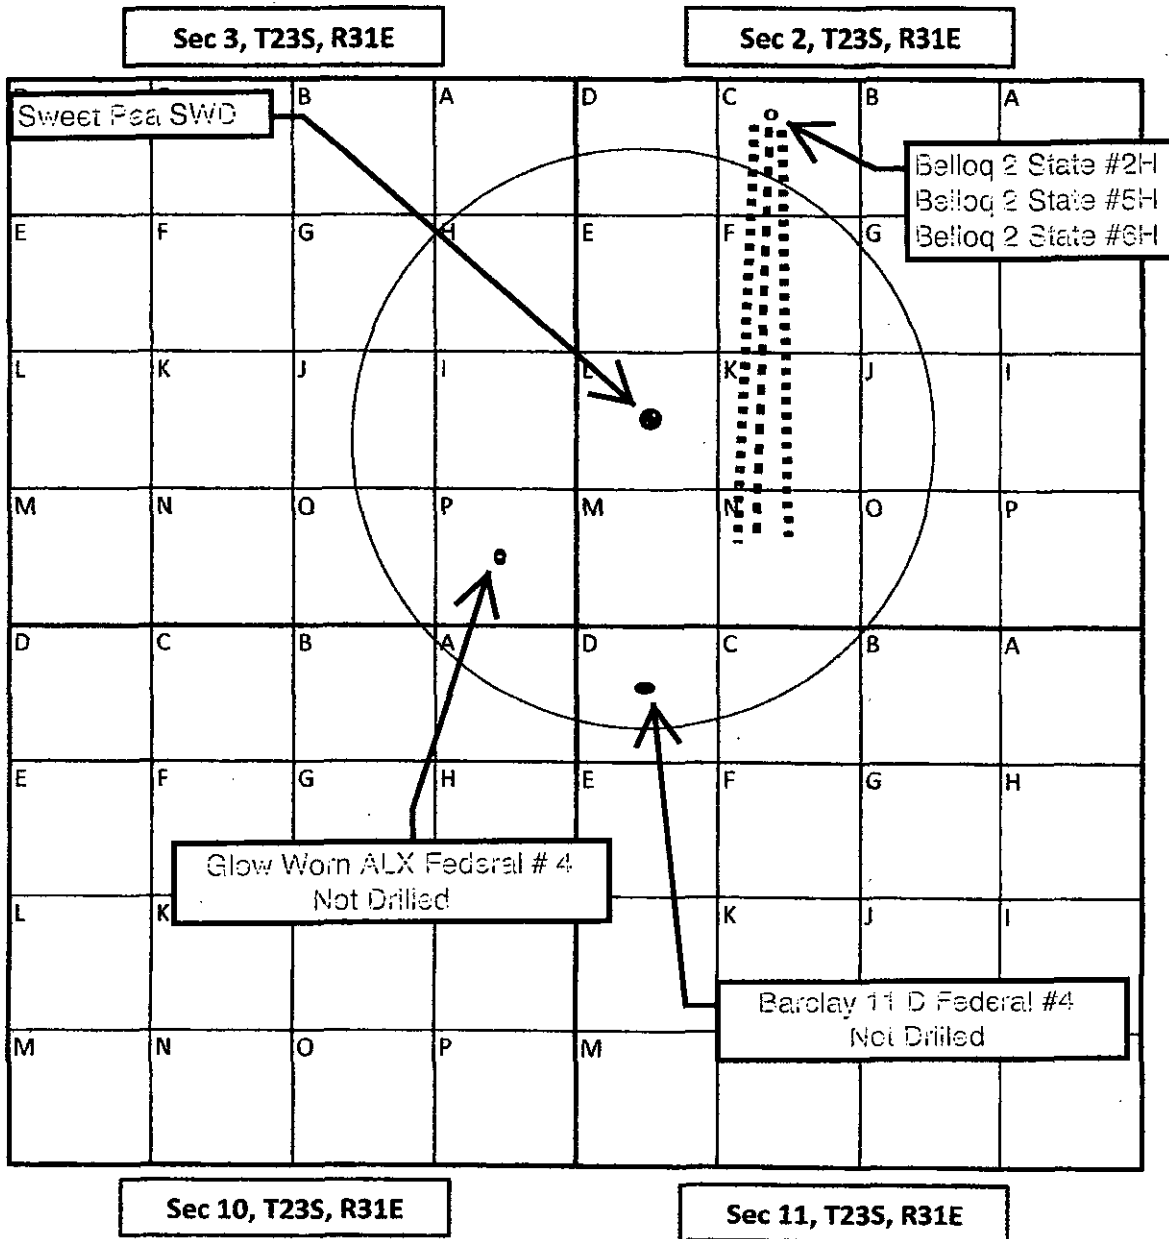 Sec 3, T23S, R31E
Sec 2, T23S, R31E
B A D C B A
Sweet Pea SWD
Belloq 2 State #2H
Belloq 2 State #5H
Belloq 2 State #6H
E F G H E F G
L K J I L K J I
M N O P M N O P
D C B A D C B A
E F G H E F G H
Glow Worn ALX Federal # 4
Not Drilled
L K K J I
Barclay 11 D Federal #4
Not Drilled
M N O P M
Sec 10, T23S, R31E
Sec 11, T23S, R31E